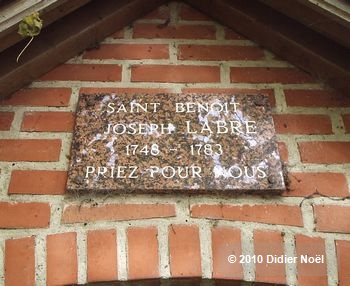 SAINT BENOIT
JOSEPH LABRE
1748 - 1783
PRIEZ POUR NOUS
© 2010 Didier Noël